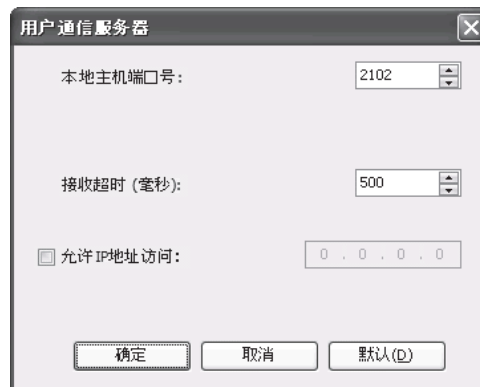 用户通信服务器
本地主机端口号: 2102
接收超时 (毫秒): 500
允许IP地址访问: 0 . 0 . 0 . 0
确定 取消 默认(D)